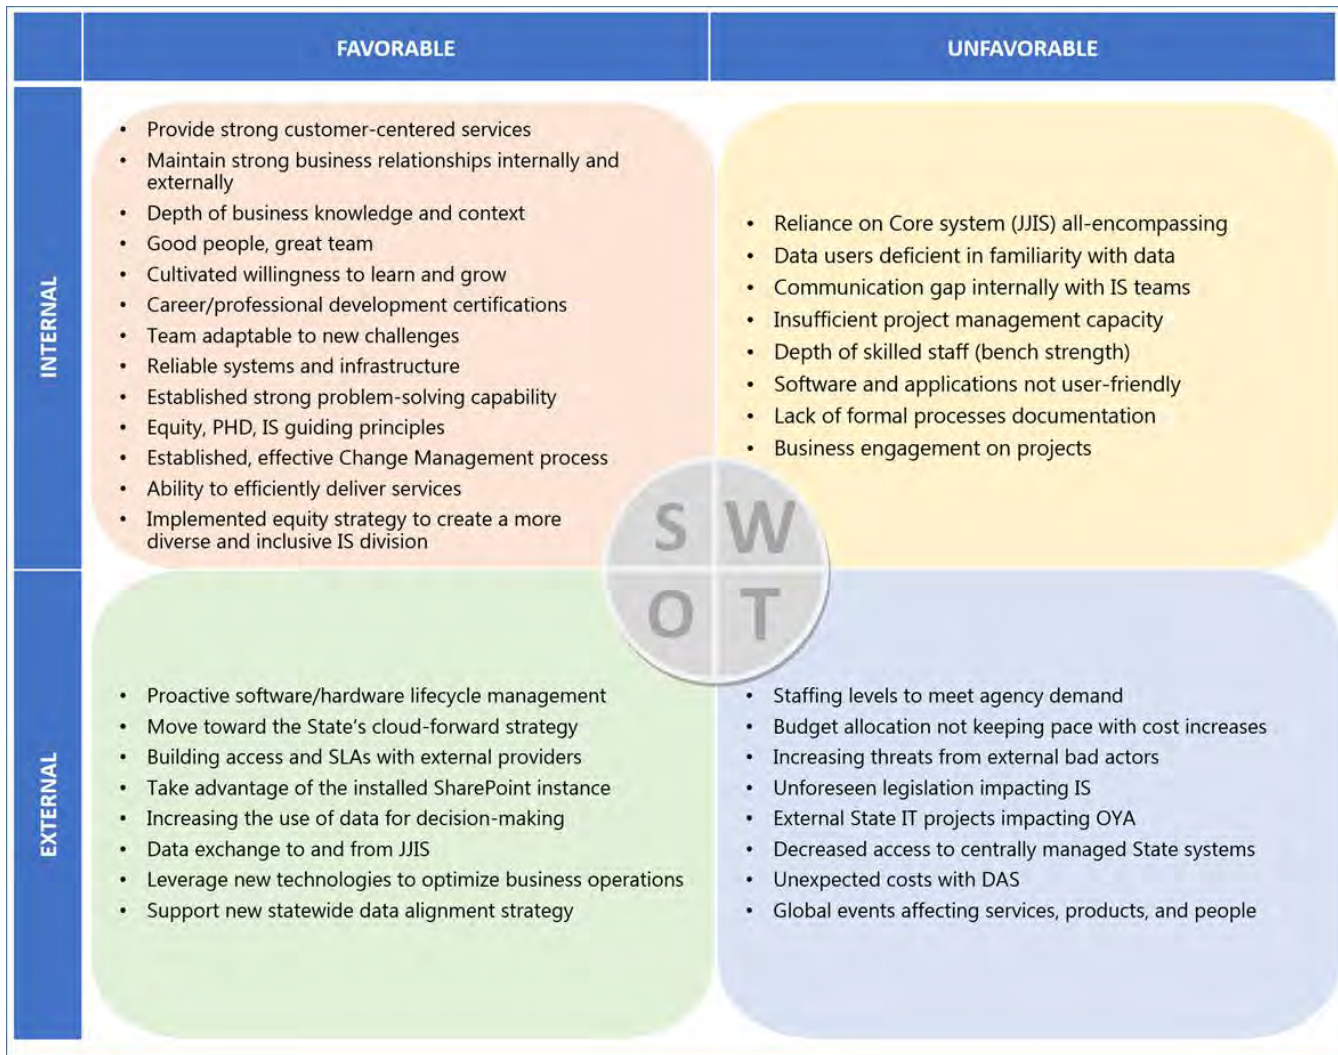 FAVORABLE
UNFAVORABLE
INTERNAL
• Provide strong customer-centered services
• Maintain strong business relationships internally and
externally
• Depth of business knowledge and context
• Good people, great team
• Cultivated willingness to learn and grow
• Career/professional development certifications
• Team adaptable to new challenges
• Reliable systems and infrastructure
• Established strong problem-solving capability
• Equity, PHD, IS guiding principles
• Established, effective Change Management process
• Ability to efficiently deliver services
• Implemented equity strategy to create a more
diverse and inclusive IS division
• Reliance on Core system (JJIS) all-encompassing
• Data users deficient in familiarity with data
• Communication gap internally with IS teams
• Insufficient project management capacity
• Depth of skilled staff (bench strength)
• Software and applications not user-friendly
• Lack of formal processes documentation
• Business engagement on projects
S W
O T
EXTERNAL
• Proactive software/hardware lifecycle management
• Move toward the State’s cloud-forward strategy
• Building access and SLAs with external providers
• Take advantage of the installed SharePoint instance
• Increasing the use of data for decision-making
• Data exchange to and from JJIS
• Leverage new technologies to optimize business operations
• Support new statewide data alignment strategy
• Staffing levels to meet agency demand
• Budget allocation not keeping pace with cost increases
• Increasing threats from external bad actors
• Unforeseen legislation impacting IS
• External State IT projects impacting OYA
• Decreased access to centrally managed State systems
• Unexpected costs with DAS
• Global events affecting services, products, and people